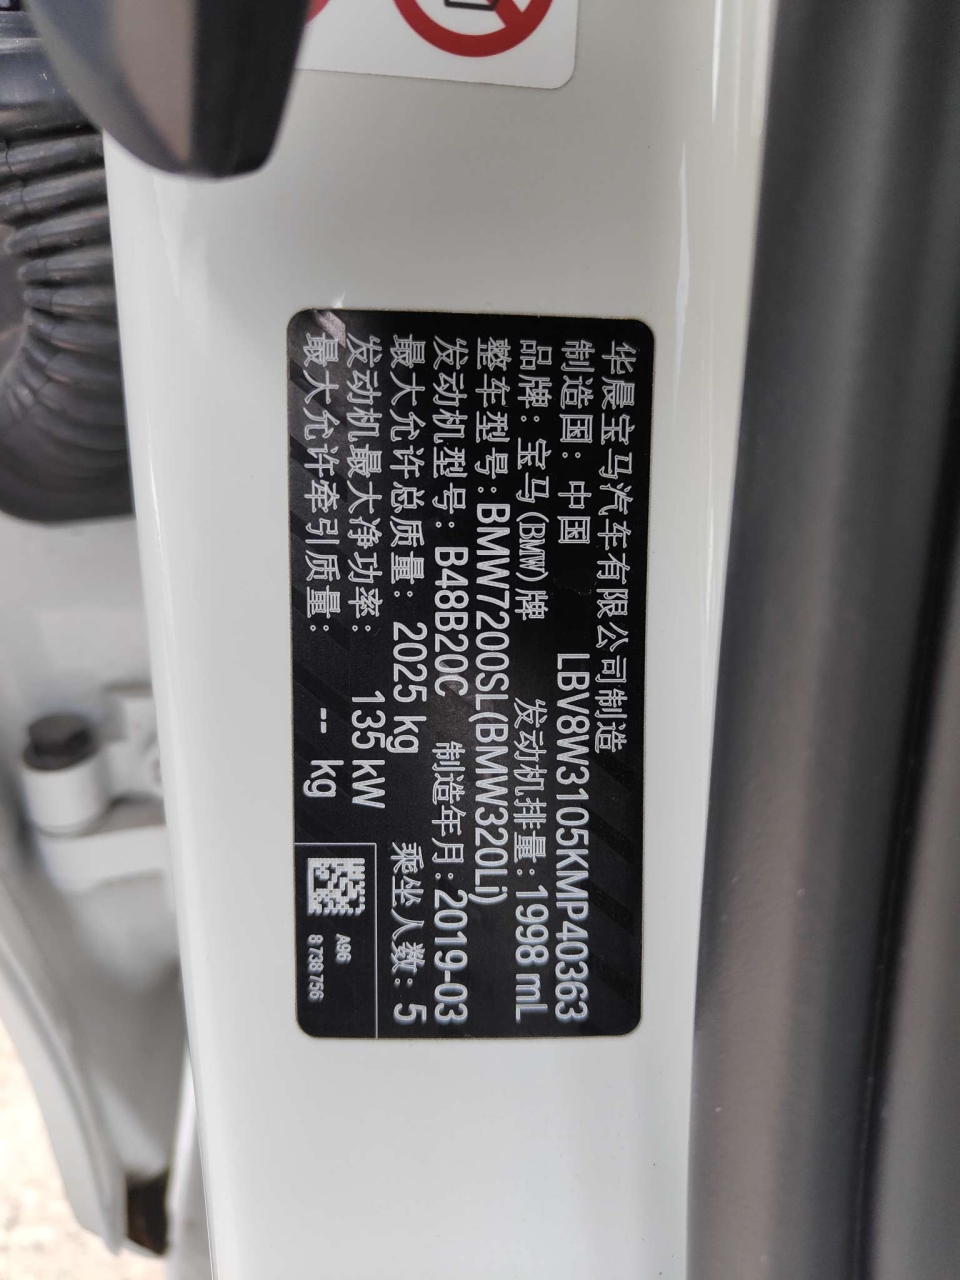 华晨宝马汽车有限公司制造
制造国：中国 LBV8W3105KMP40363
品牌：宝马(BMW)牌 发动机排量：1998 mL
整车型号：BMW7200SL(BMW320Li)
发动机型号：B48B20C 制造年月：2019-03
最大允许总质量：2025 kg 乘坐人数：5
发动机最大净功率：135 kW
最大允许牵引质量：-- kg
A96
8 738 756